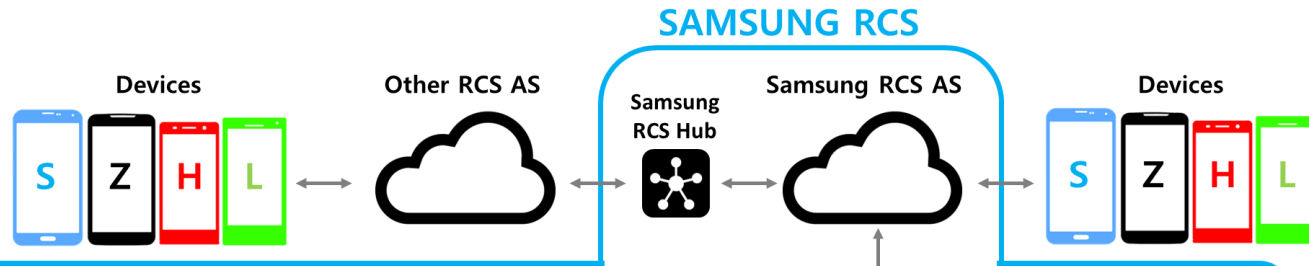 SAMSUNG RCS
Devices
Other RCS AS
Samsung
RCS Hub
Samsung RCS AS
Devices
S
Z
H
L
S
Z
H
L